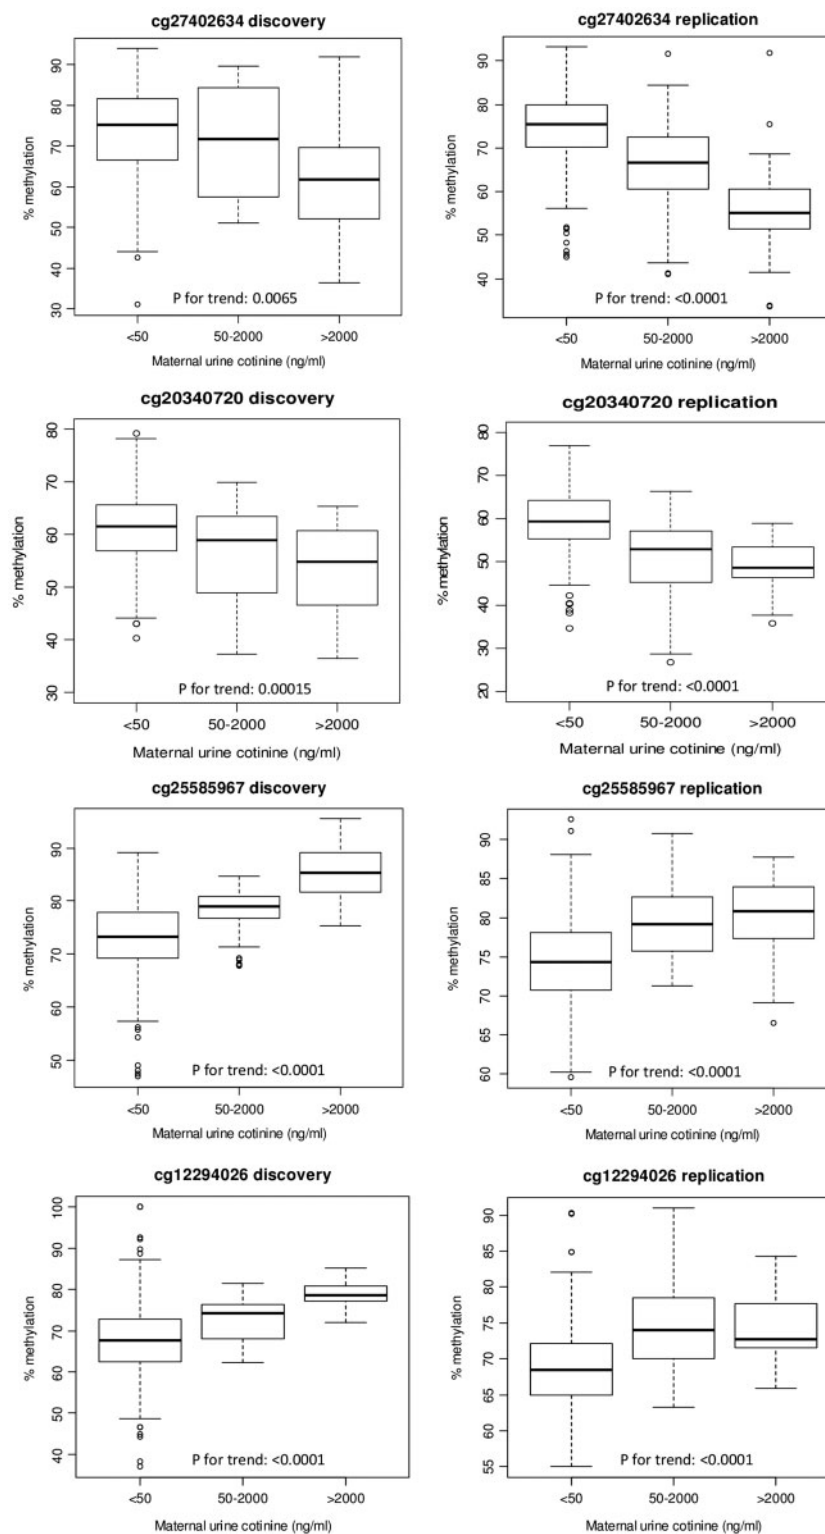 cg27402634 discovery
% methylation
90
80
70
60
50
40
30
P for trend: 0.0065
<50 50-2000 >2000
Maternal urine cotinine (ng/ml)
cg27402634 replication
% methylation
90
80
70
60
50
40
P for trend: <0.0001
<50 50-2000 >2000
Maternal urine cotinine (ng/ml)
cg20340720 discovery
% methylation
80
70
60
50
40
30
P for trend: 0.00015
<50 50-2000 >2000
Maternal urine cotinine (ng/ml)
cg20340720 replication
% methylation
80
70
60
50
40
30
20
P for trend: <0.0001
<50 50-2000 >2000
Maternal urine cotinine (ng/ml)
cg25585967 discovery
% methylation
90
80
70
60
50
P for trend: <0.0001
<50 50-2000 >2000
Maternal urine cotinine (ng/ml)
cg25585967 replication
% methylation
90
85
80
75
70
65
60
P for trend: <0.0001
<50 50-2000 >2000
Maternal urine cotinine (ng/ml)
cg12294026 discovery
% methylation
100
90
80
70
60
50
40
P for trend: <0.0001
<50 50-2000 >2000
Maternal urine cotinine (ng/ml)
cg12294026 replication
% methylation
90
85
80
75
70
65
60
55
P for trend: <0.0001
<50 50-2000 >2000
Maternal urine cotinine (ng/ml)